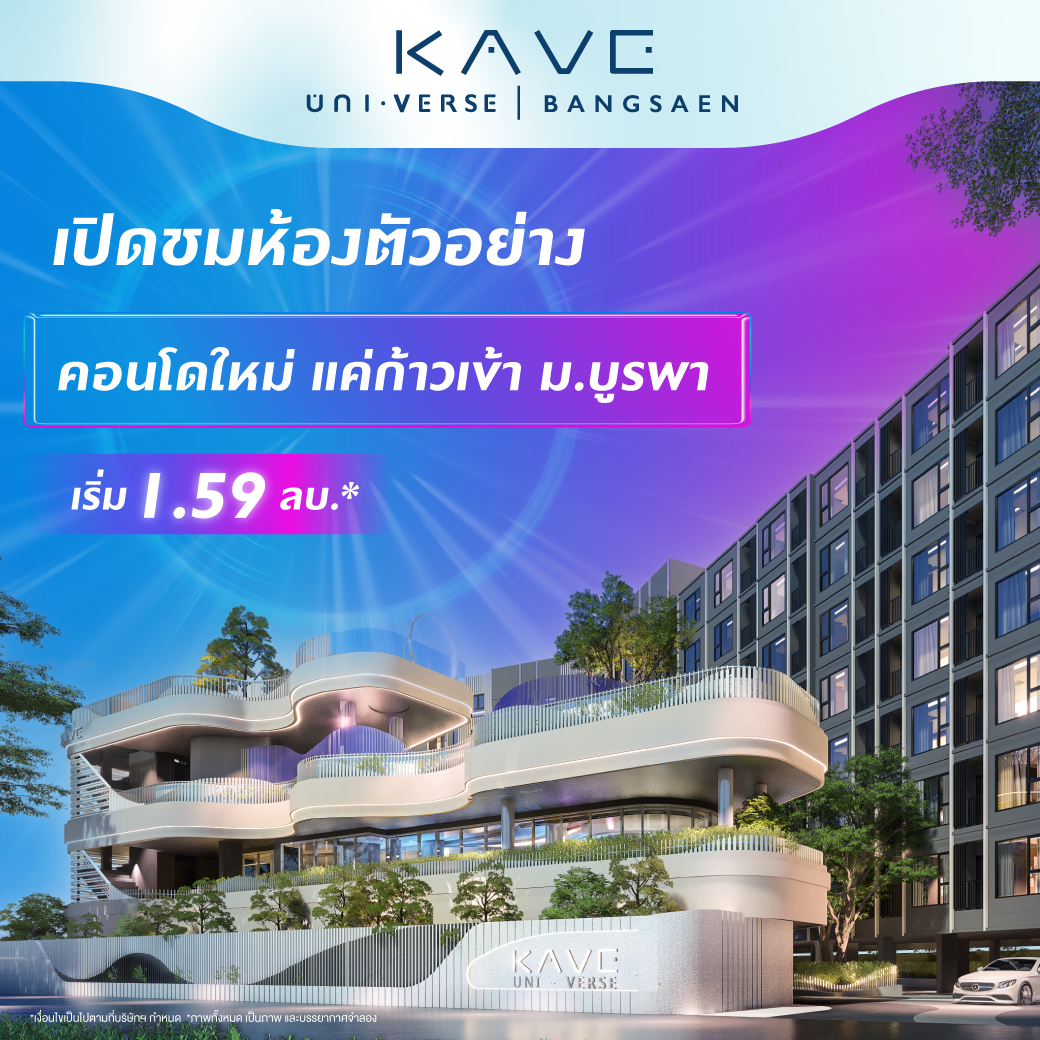 KAVE
UNI·VERSE | BANGSAEN
เปิดชมห้องตัวอย่าง
คอนโดใหม่ แค่ก้าวเข้า ม.บูรพา
เริ่ม 1.59 ลบ.*
KAVE
UNI · VERSE
*เงื่อนไขเป็นไปตามที่บริษัทฯ กำหนด *ภาพทั้งหมด เป็นภาพ และบรรยากาศจำลอง